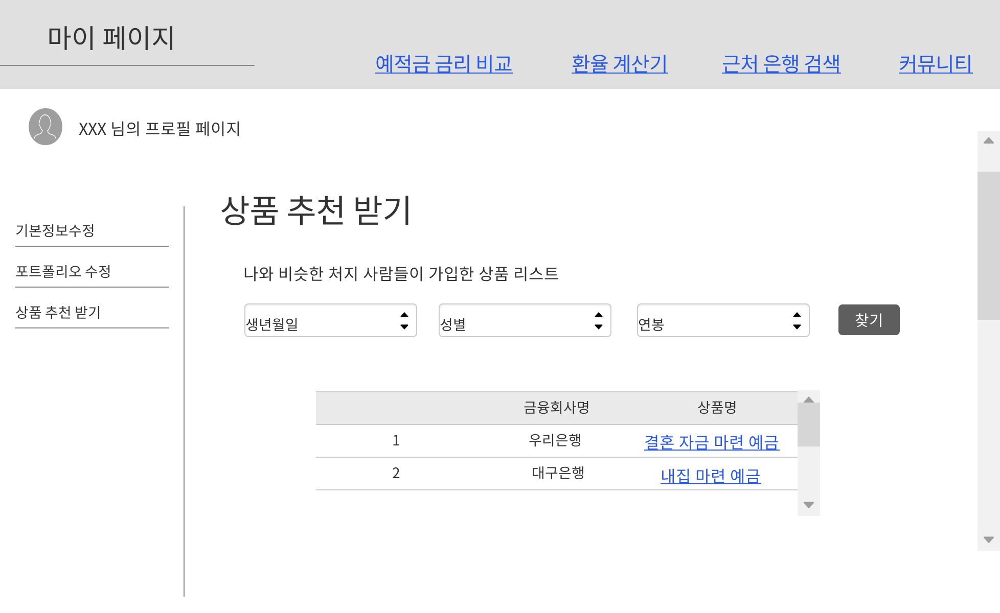 마이 페이지
예적금 금리 비교 환율 계산기 근처 은행 검색 커뮤니티
XXX 님의 프로필 페이지
상품 추천 받기
기본정보수정
포트폴리오 수정
상품 추천 받기
나와 비슷한 처지 사람들이 가입한 상품 리스트
생년월일 성별 연봉 찾기
금융회사명 상품명
1 우리은행 결혼 자금 마련 예금
2 대구은행 내집 마련 예금